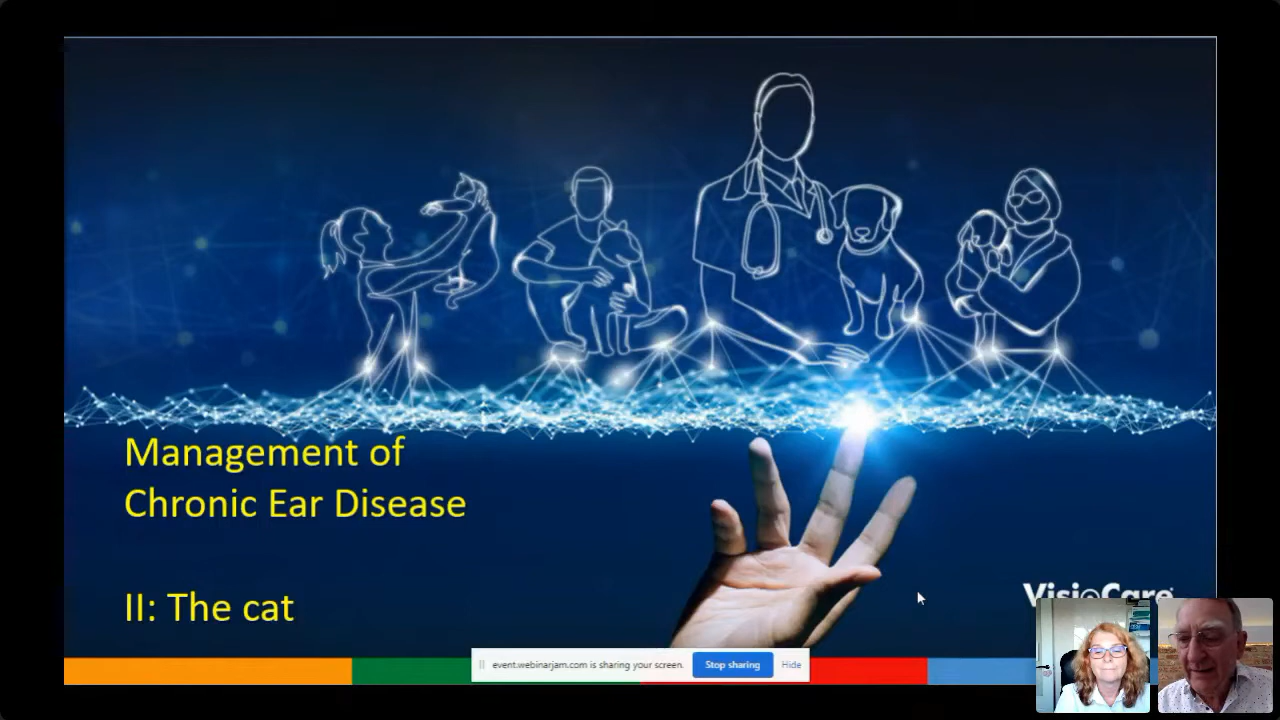 Management of
Chronic Ear Disease
II: The cat
VisioCare
event.webinarjam.com is sharing your screen.
Stop sharing
Hide